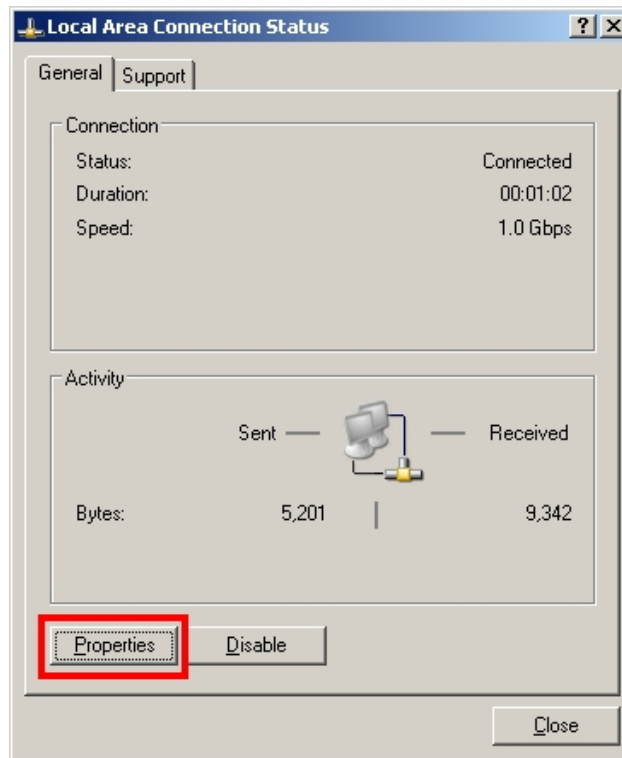 Local Area Connection Status
General Support
Connection
Status: Connected
Duration: 00:01:02
Speed: 1.0 Gbps
Activity
Sent Received
Bytes: 5,201 9,342
Properties Disable
Close